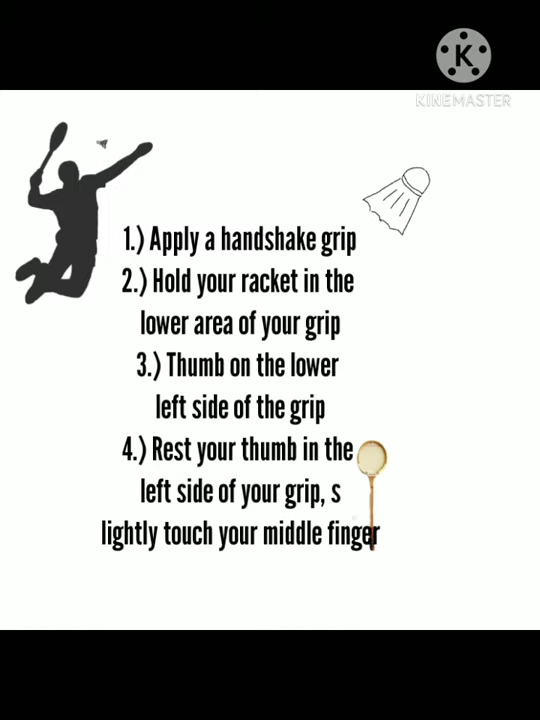 K
KINEMASTER
1.) Apply a handshake grip
2.) Hold your racket in the
lower area of your grip
3.) Thumb on the lower
left side of the grip
4.) Rest your thumb in the
left side of your grip, s
lightly touch your middle finger